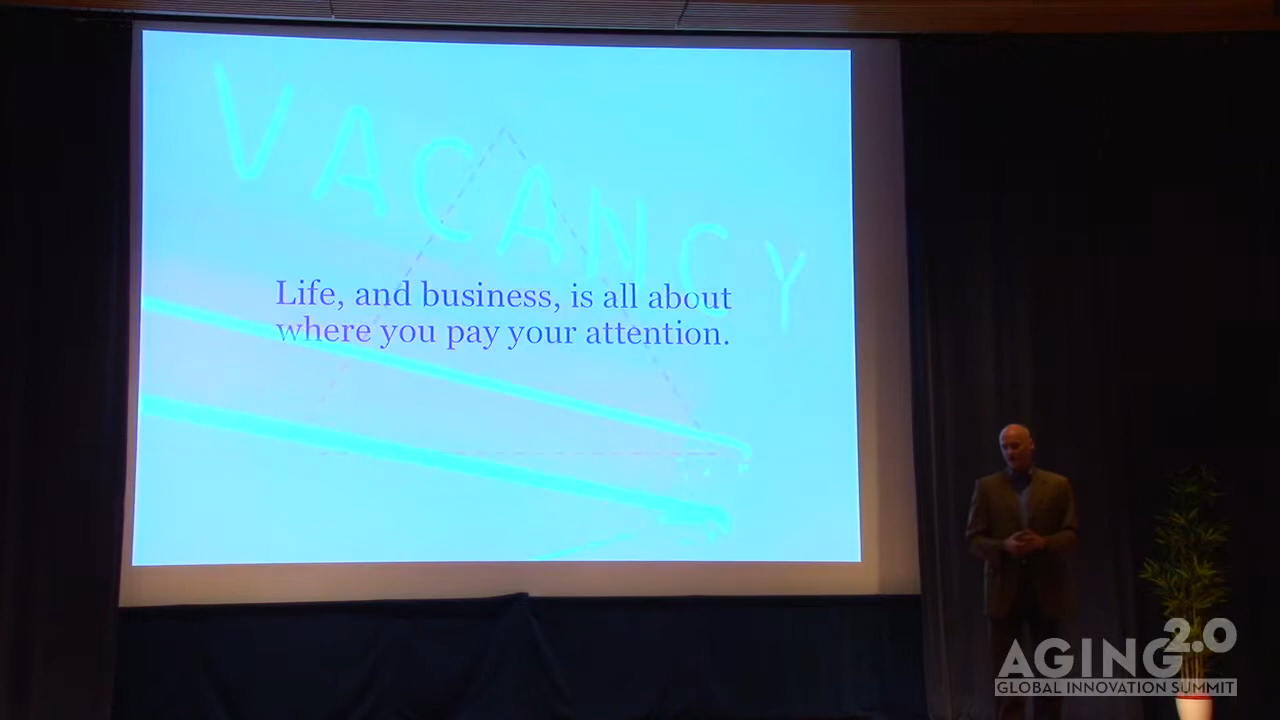 VACANCY
Life, and business, is all about
where you pay your attention.
AGING2.0
GLOBAL INNOVATION SUMMIT